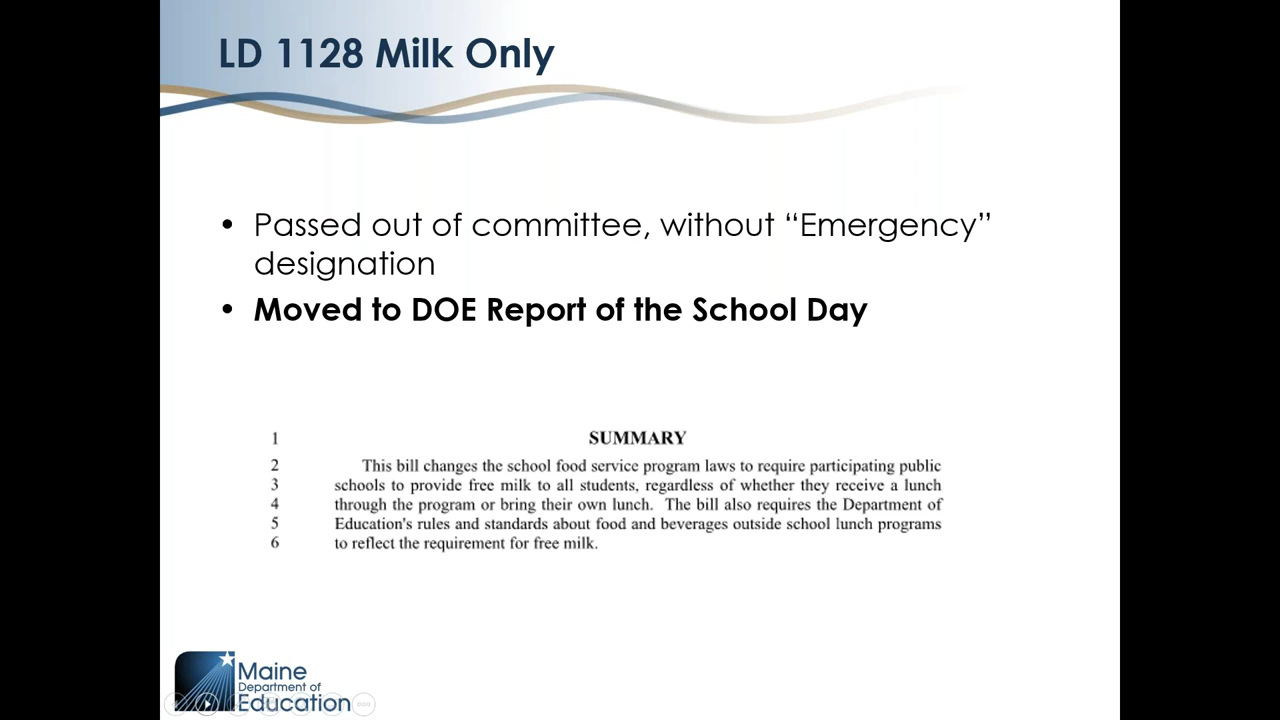 LD 1128 Milk Only
• Passed out of committee, without “Emergency”
designation
• Moved to DOE Report of the School Day
1 SUMMARY
2 This bill changes the school food service program laws to require participating public
3 schools to provide free milk to all students, regardless of whether they receive a lunch
4 through the program or bring their own lunch. The bill also requires the Department of
5 Education's rules and standards about food and beverages outside school lunch programs
6 to reflect the requirement for free milk.
Maine
Department of
Education